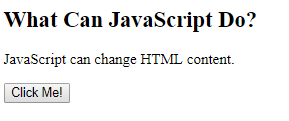 What Can JavaScript Do?
JavaScript can change HTML content.
Click Me!